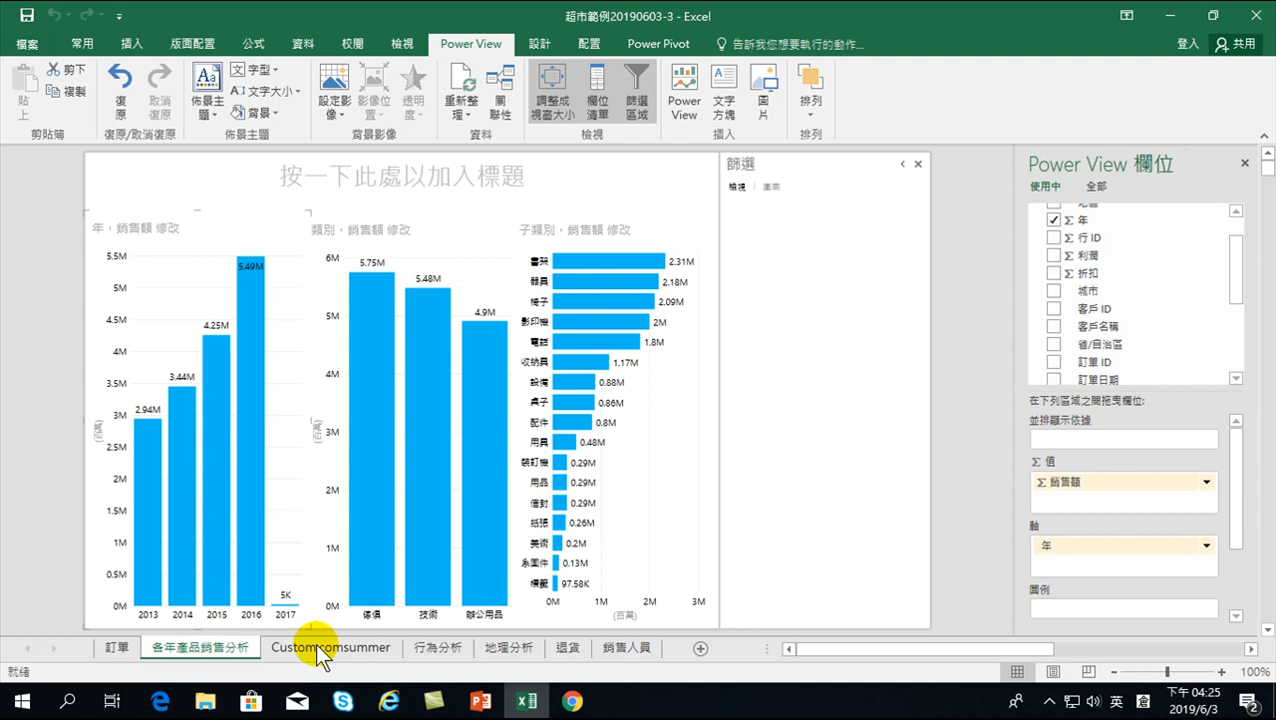 超市範例20190603-3 - Excel
檔案 常用 插入 版面配置 公式 資料 校閱 檢視 Power View 設計 配置 Power Pivot 告訴我您想要執行的動作... 登入 共用
貼上 剪下 複製 復原 取消復原 佈景主題 字型 文字大小 背景 設定影像 影像位置 透明度 重新整理 關聯性 調整成視窗大小 欄位清單 篩選區域 Power View 文字方塊 圖片 排列
剪貼簿 復原/取消復原 佈景主題 背景影像 資料 檢視 插入 排列
按一下此處以加入標題
年，銷售額 修改
5.5M
5M
4.5M
4M
3.5M
3M
2.5M
2M
1.5M
1M
0.5M
0M
(百萬)
2.94M 3.44M 4.25M 5.49M 5K
2013 2014 2015 2016 2017
類別，銷售額 修改
6M
5M
4M
3M
2M
1M
0M
(百萬)
5.75M 5.48M 4.9M
傢俱 技術 辦公用品
子類別，銷售額 修改
書架 2.31M
器具 2.18M
椅子 2.09M
影印機 2M
電話 1.8M
收納具 1.17M
設備 0.88M
桌子 0.86M
配件 0.8M
用具 0.48M
裝訂機 0.29M
用品 0.29M
信封 0.29M
紙張 0.26M
美術 0.2M
系固件 0.13M
標籤 97.58K
0M 1M 2M 3M
(百萬)
篩選
檢視 | 圖表
Power View 欄位
使用中 全部
地區
Σ 年
Σ 行 ID
Σ 利潤
Σ 折扣
城市
客戶 ID
客戶名稱
省/自治區
訂單 ID
訂單日期
在下列區域之間拖曳欄位:
並排顯示依據
Σ 值
Σ 銷售額
軸
年
圖例
訂單 各年產品銷售分析 Customcomsummer 行為分析 地理分析 退貨 銷售人員
就緒 100%
英 下午 04:25
2019/6/3
2